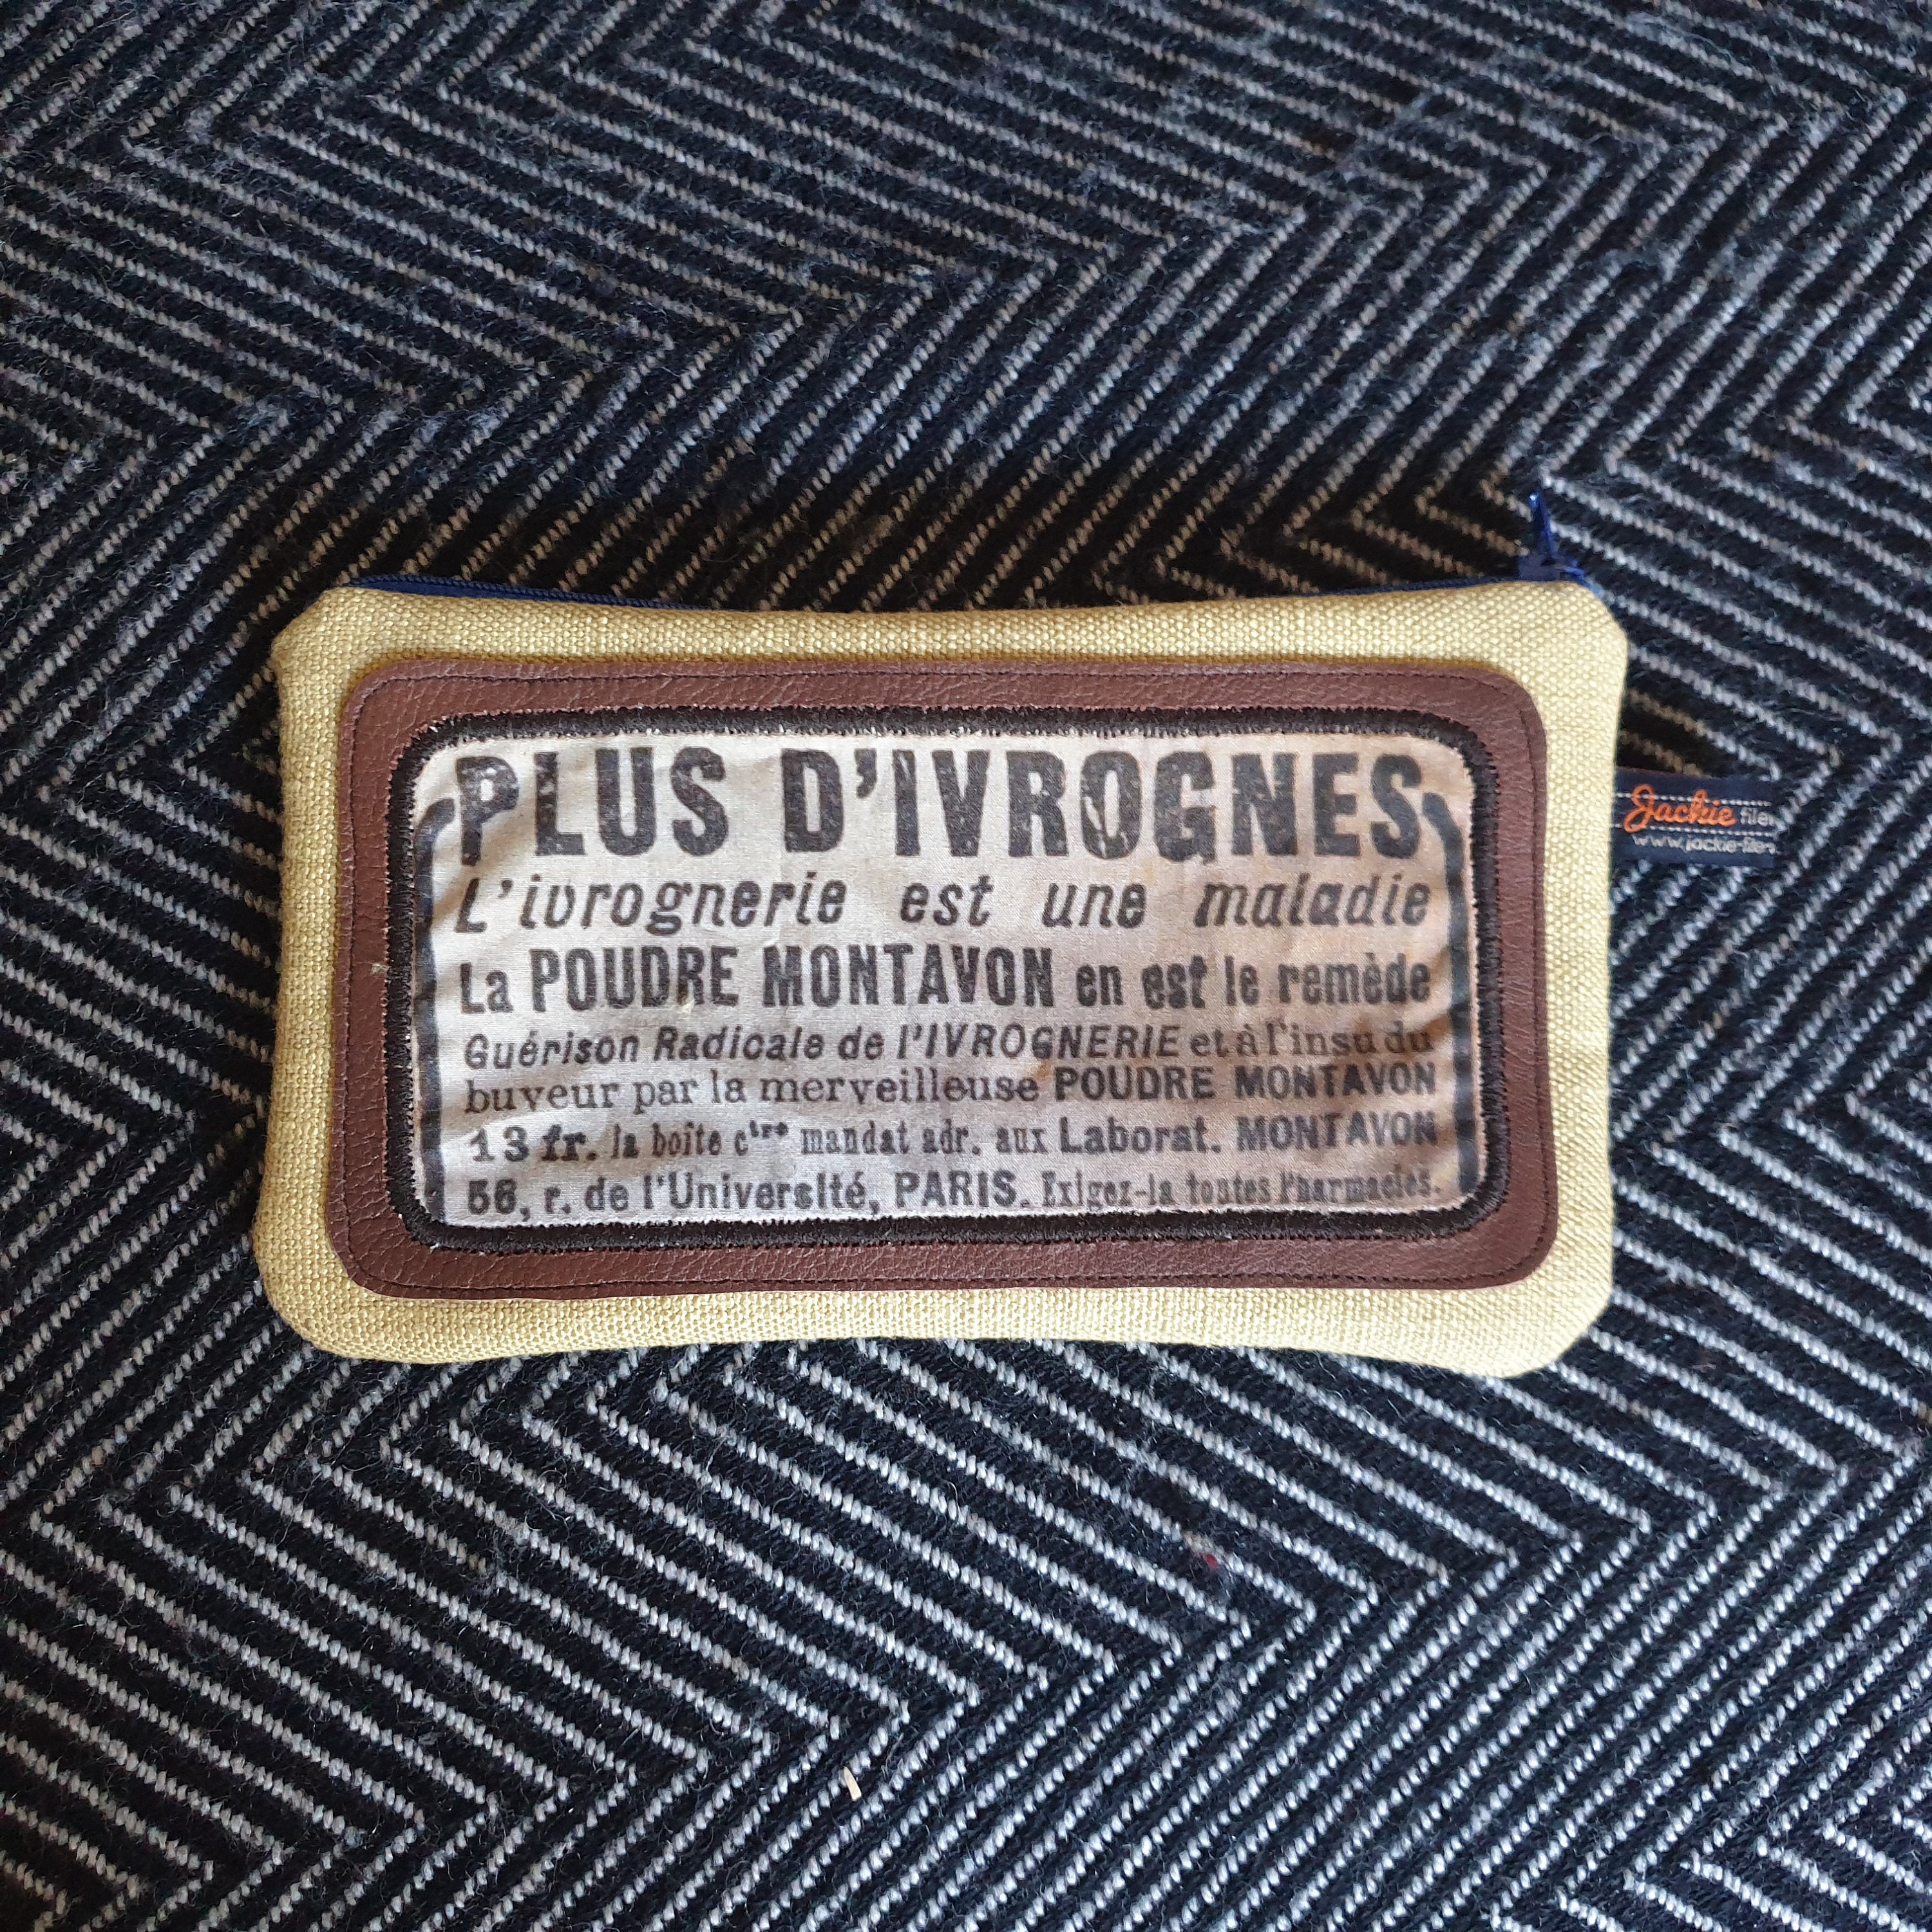 PLUS D'IVROGNES
L'ivrognerie est une maladie
La POUDRE MONTAVON en est le remède
Guérison Radicale de l'IVROGNERIE et à l'insu du
buveur par la merveilleuse POUDRE MONTAVON
13 fr. la boîte ctre mandat adr. aux Laborat. MONTAVON
56, r. de l'Université, PARIS. Exigez-la toutes Pharmacies.
Jackie